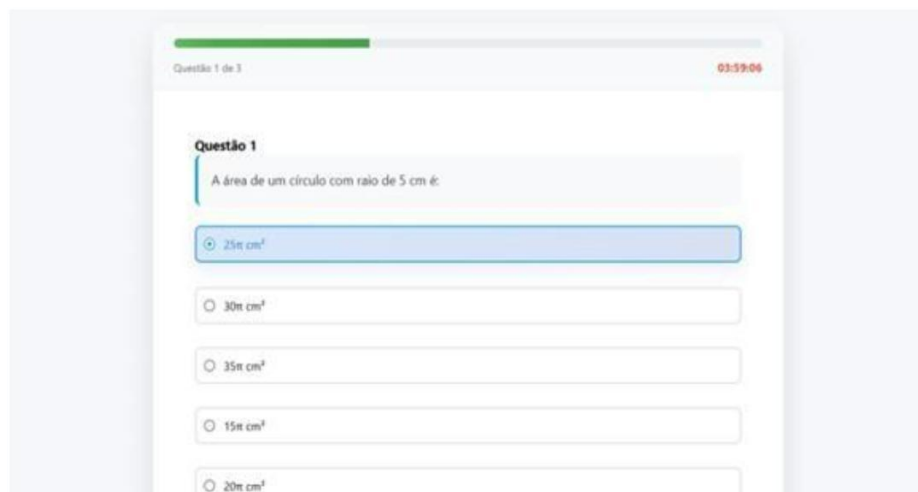 Questão 1 de 3
03:59:06
Questão 1
A área de um círculo com raio de 5 cm é:
25π cm²
30π cm²
35π cm²
15π cm²
20π cm²